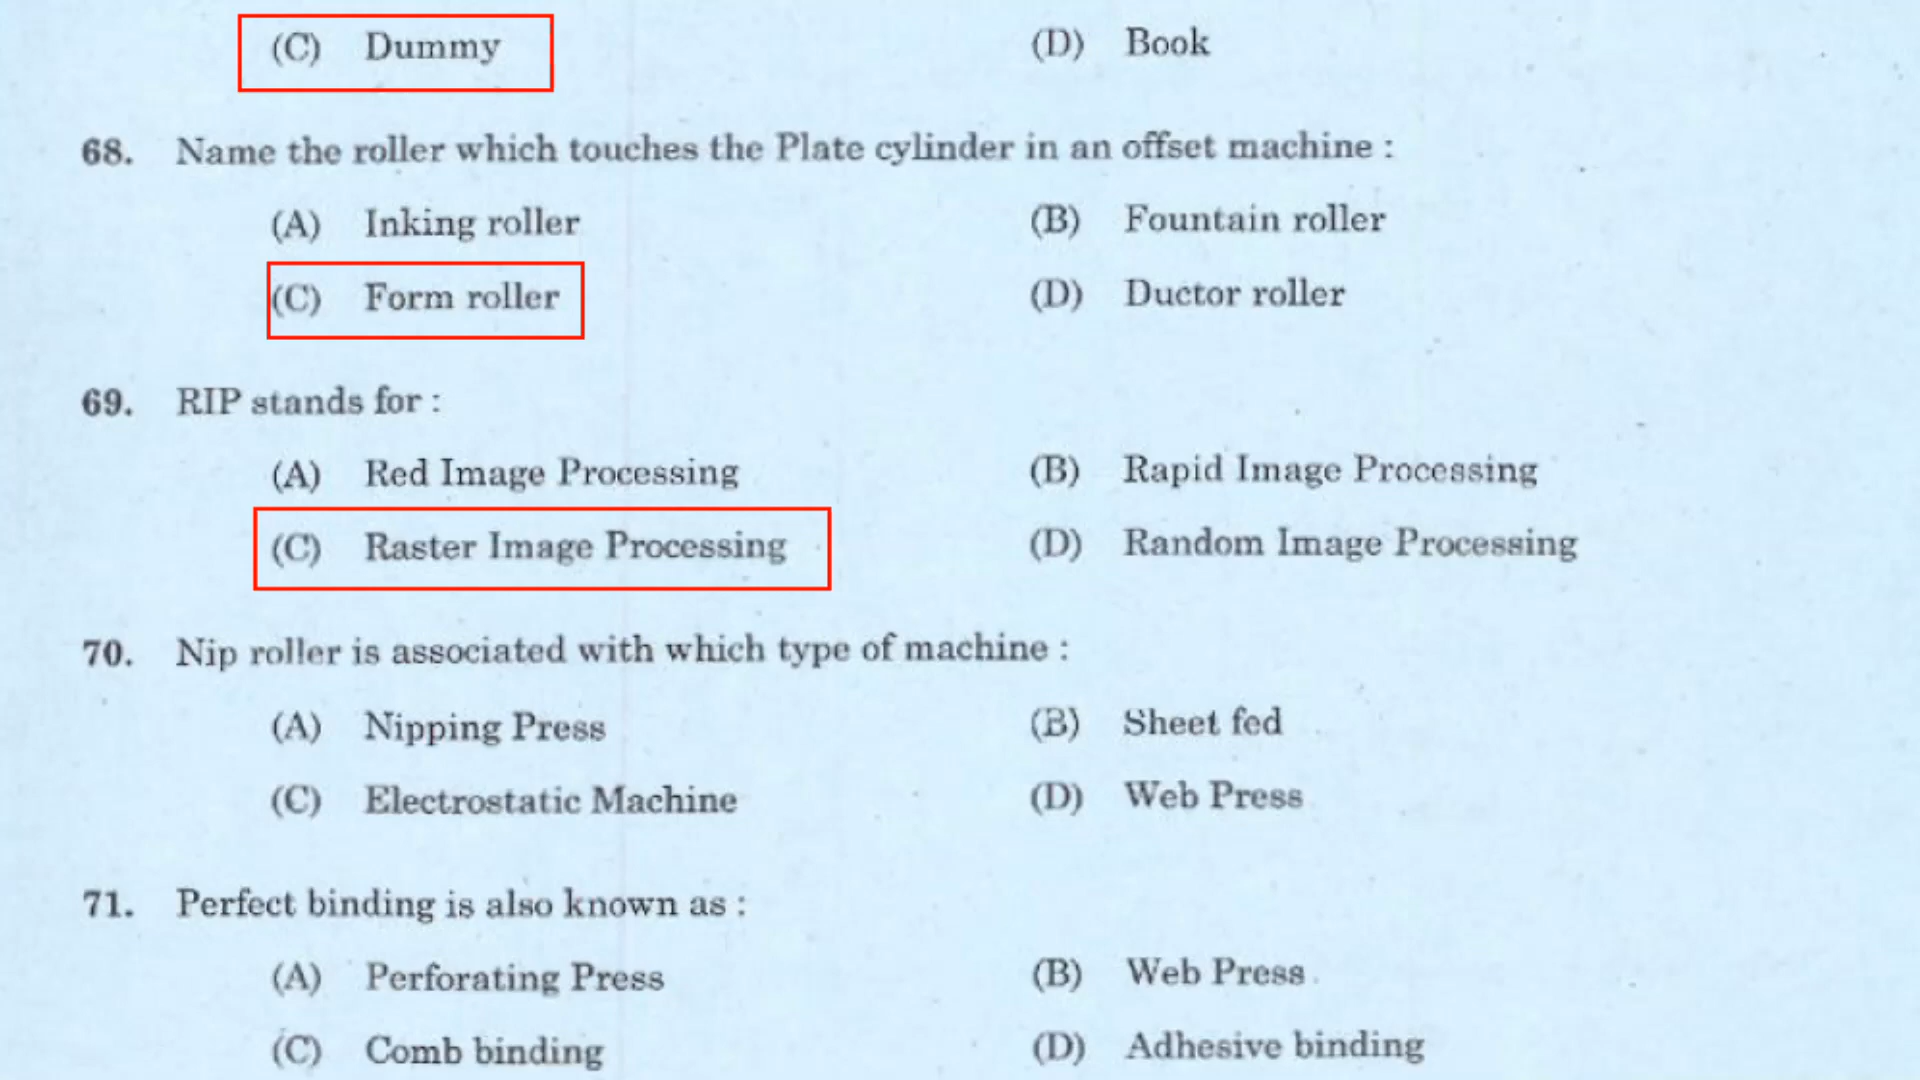 (C) Dummy (D) Book
68. Name the roller which touches the Plate cylinder in an offset machine :
(A) Inking roller (B) Fountain roller
(C) Form roller (D) Ductor roller
69. RIP stands for :
(A) Red Image Processing (B) Rapid Image Processing
(C) Raster Image Processing (D) Random Image Processing
70. Nip roller is associated with which type of machine :
(A) Nipping Press (B) Sheet fed
(C) Electrostatic Machine (D) Web Press
71. Perfect binding is also known as :
(A) Perforating Press (B) Web Press
(C) Comb binding (D) Adhesive binding